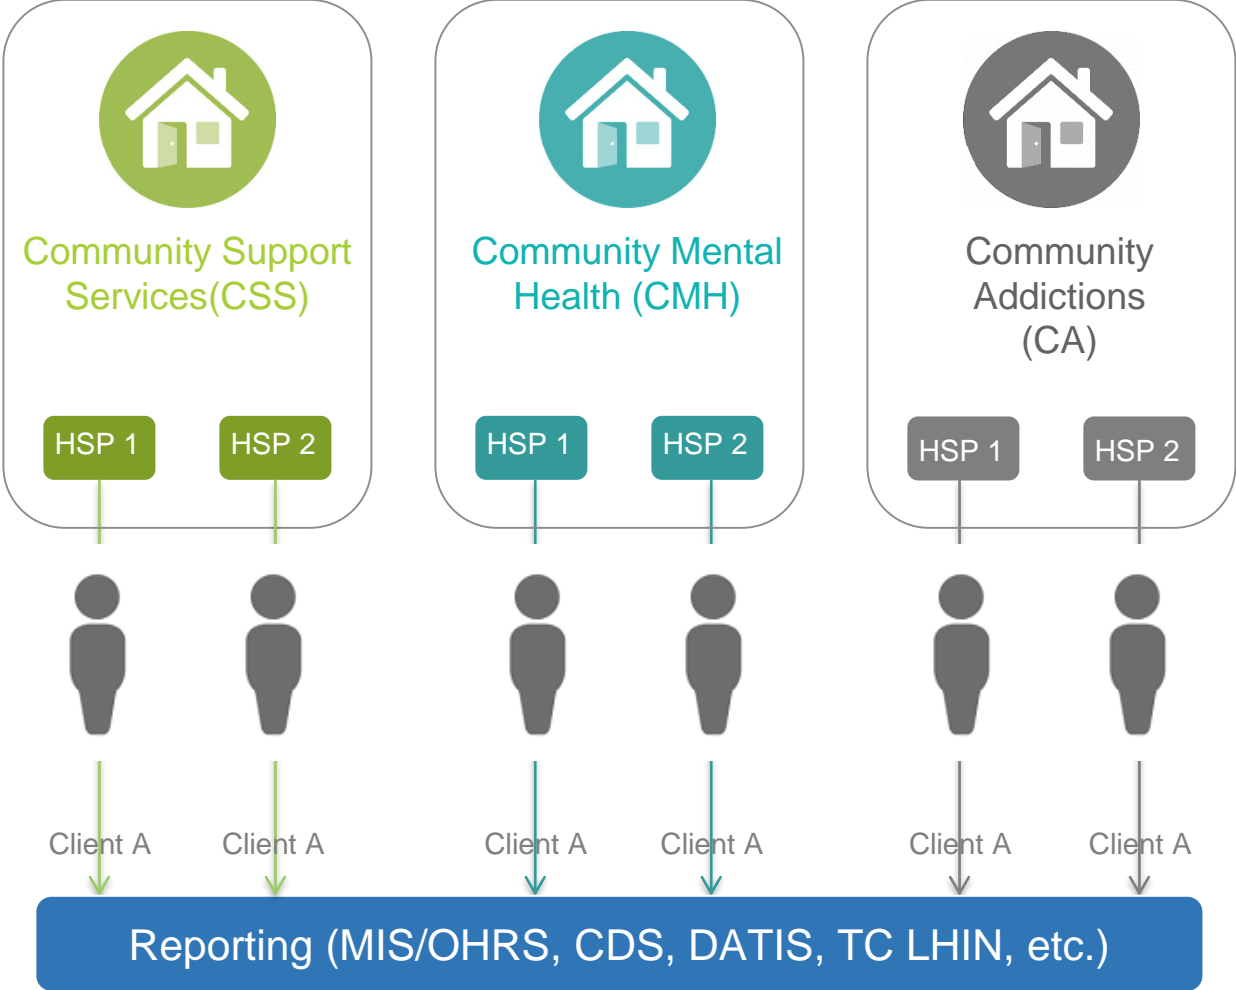 Community Support
Services(CSS)
Community Mental
Health (CMH)
Community
Addictions
(CA)
HSP 1
HSP 2
HSP 1
HSP 2
HSP 1
HSP 2
Client A
Client A
Client A
Client A
Client A
Client A
Reporting (MIS/OHRS, CDS, DATIS, TC LHIN, etc.)